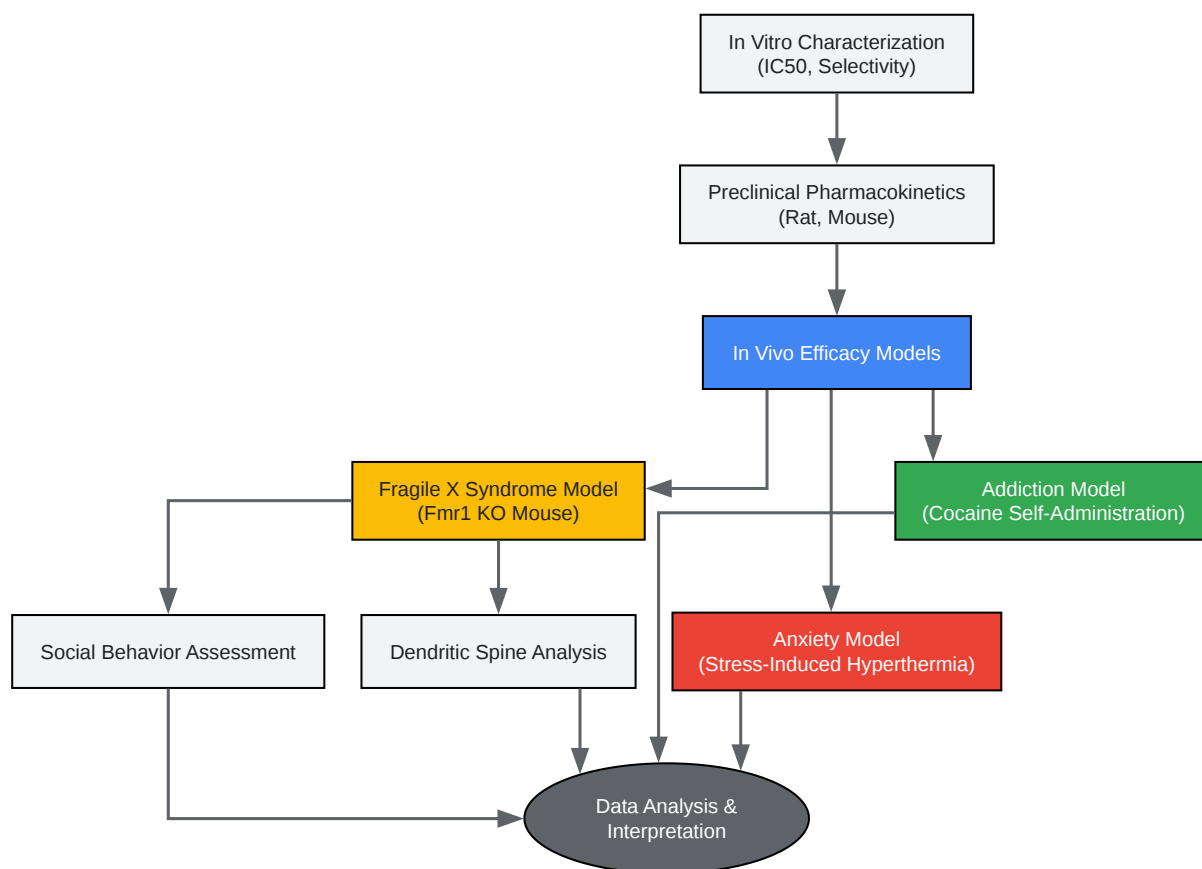 In Vitro Characterization
(IC50, Selectivity)
Preclinical Pharmacokinetics
(Rat, Mouse)
In Vivo Efficacy Models
Fragile X Syndrome Model
(Fmr1 KO Mouse)
Addiction Model
(Cocaine Self-Administration)
Social Behavior Assessment
Dendritic Spine Analysis
Anxiety Model
(Stress-Induced Hyperthermia)
Data Analysis &
Interpretation